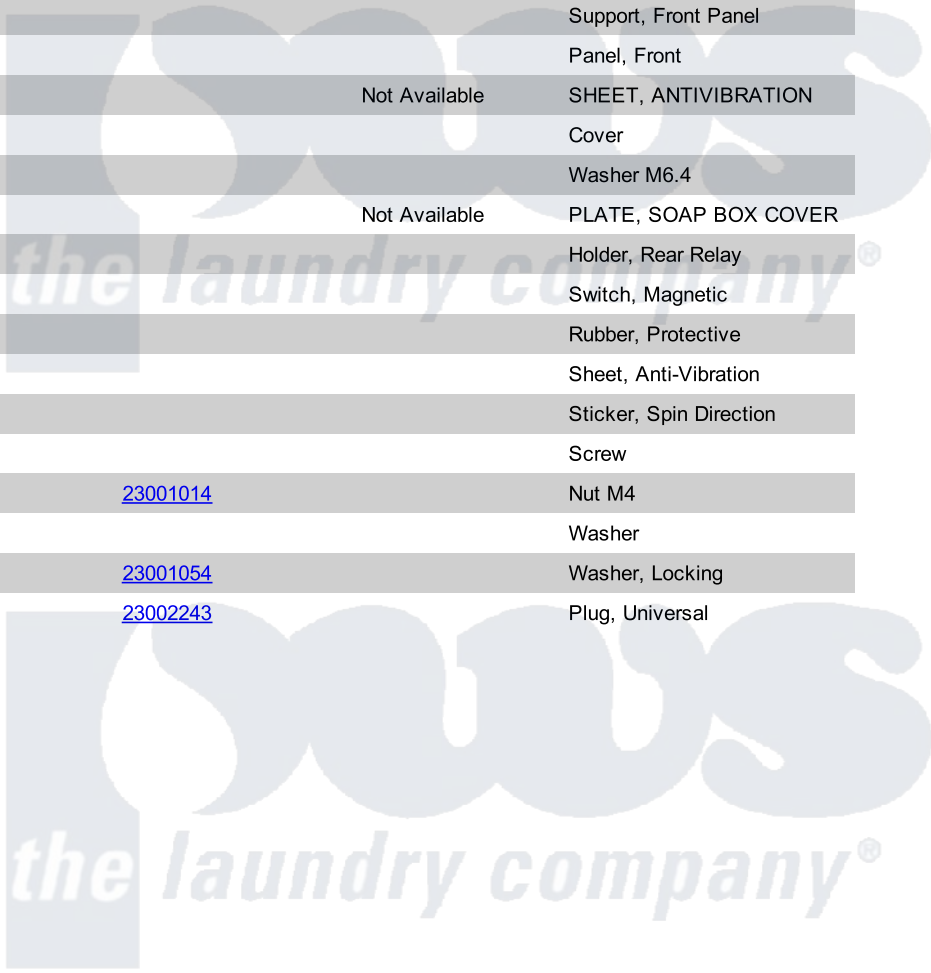 Support, Front Panel
Panel, Front
Not Available SHEET, ANTIVIBRATION
Cover
Washer M6.4
Not Available PLATE, SOAP BOX COVER
Holder, Rear Relay
Switch, Magnetic
Rubber, Protective
Sheet, Anti-Vibration
Sticker, Spin Direction
Screw
23001014 Nut M4
Washer
23001054 Washer, Locking
23002243 Plug, Universal
pws
the laundry company®
pws
the laundry company®